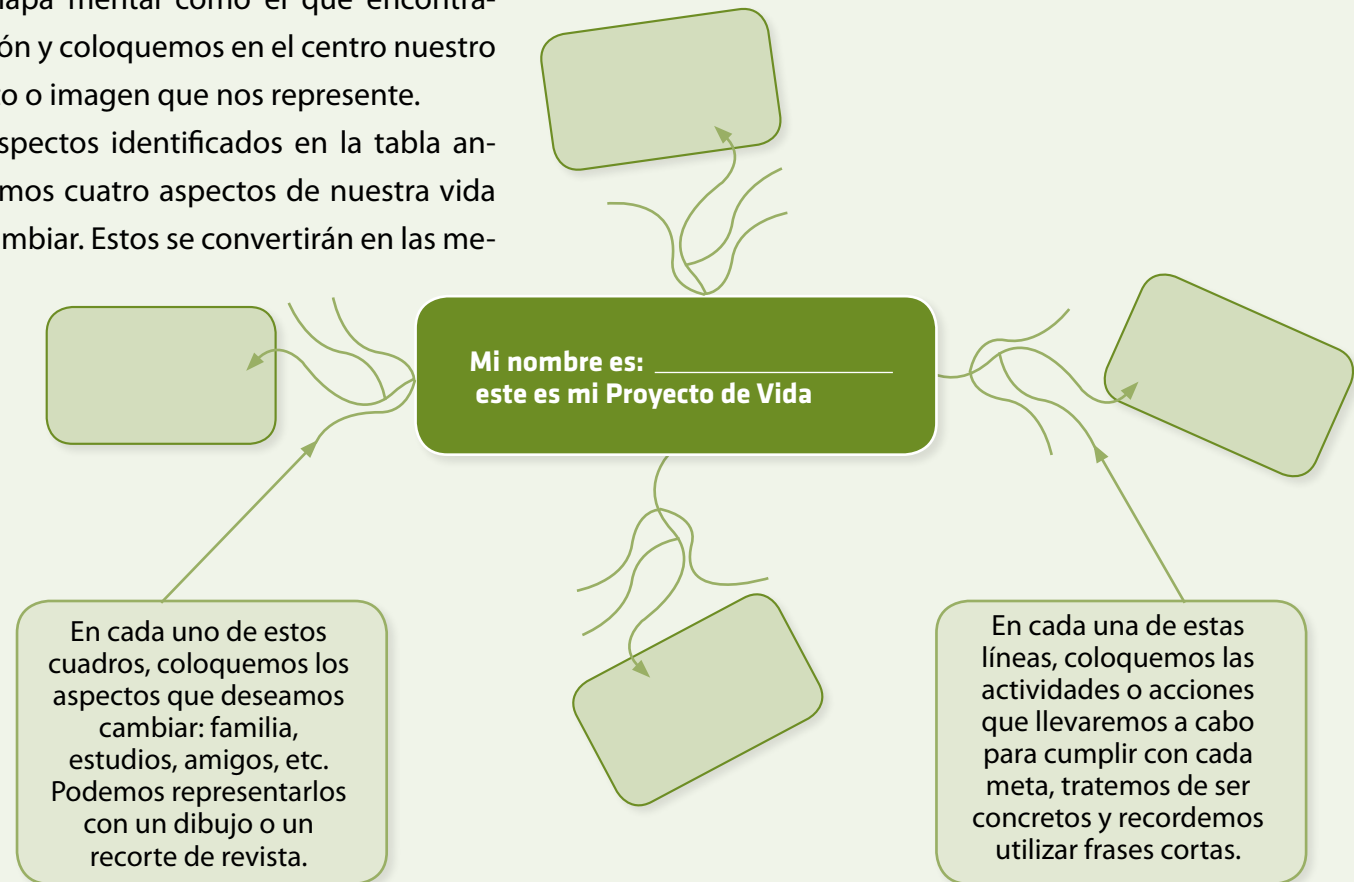 mapa mental como el que encontra-
ón y coloquemos en el centro nuestro
o imagen que nos represente.
spectos identificados en la tabla an-
mos cuatro aspectos de nuestra vida
mbiar. Estos se convertirán en las me-
Mi nombre es: ___________________
este es mi Proyecto de Vida
En cada uno de estos
cuadros, coloquemos los
aspectos que deseamos
cambiar: familia,
estudios, amigos, etc.
Podemos representarlos
con un dibujo o un
recorte de revista.
En cada una de estas
líneas, coloquemos las
actividades o acciones
que llevaremos a cabo
para cumplir con cada
meta, tratemos de ser
concretos y recordemos
utilizar frases cortas.